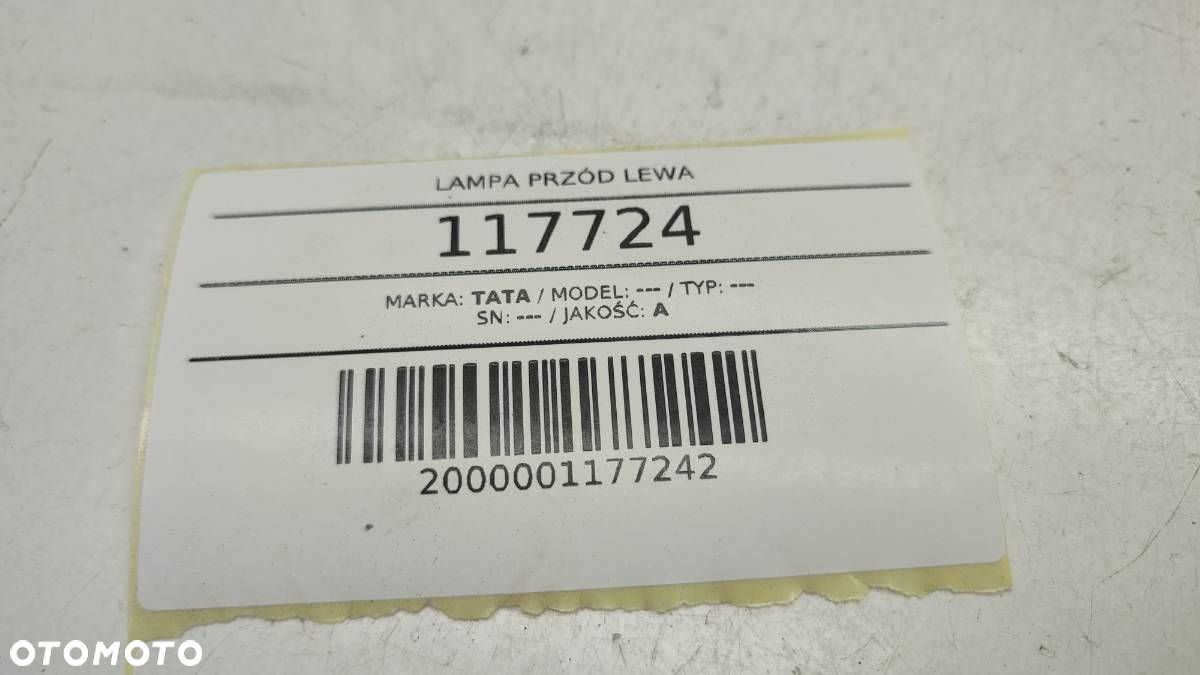 LAMPA PRZÓD LEWA
117724
MARKA: TATA / MODEL: --- / TYP: ---
SN: --- / JAKOŚĆ: A
2000001177242
OTOMOTO